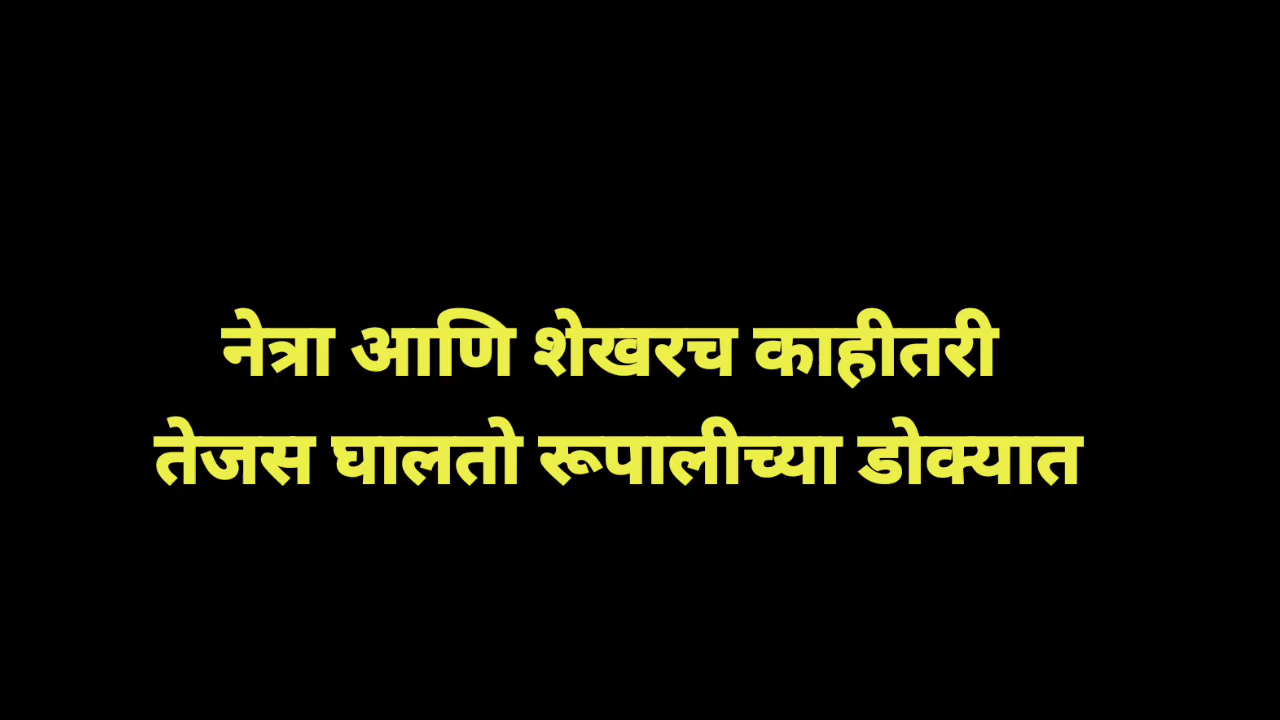 नेत्रा आणि शेखरच काहीतरी
तेजस घालतो रूपालीच्या डोक्यात